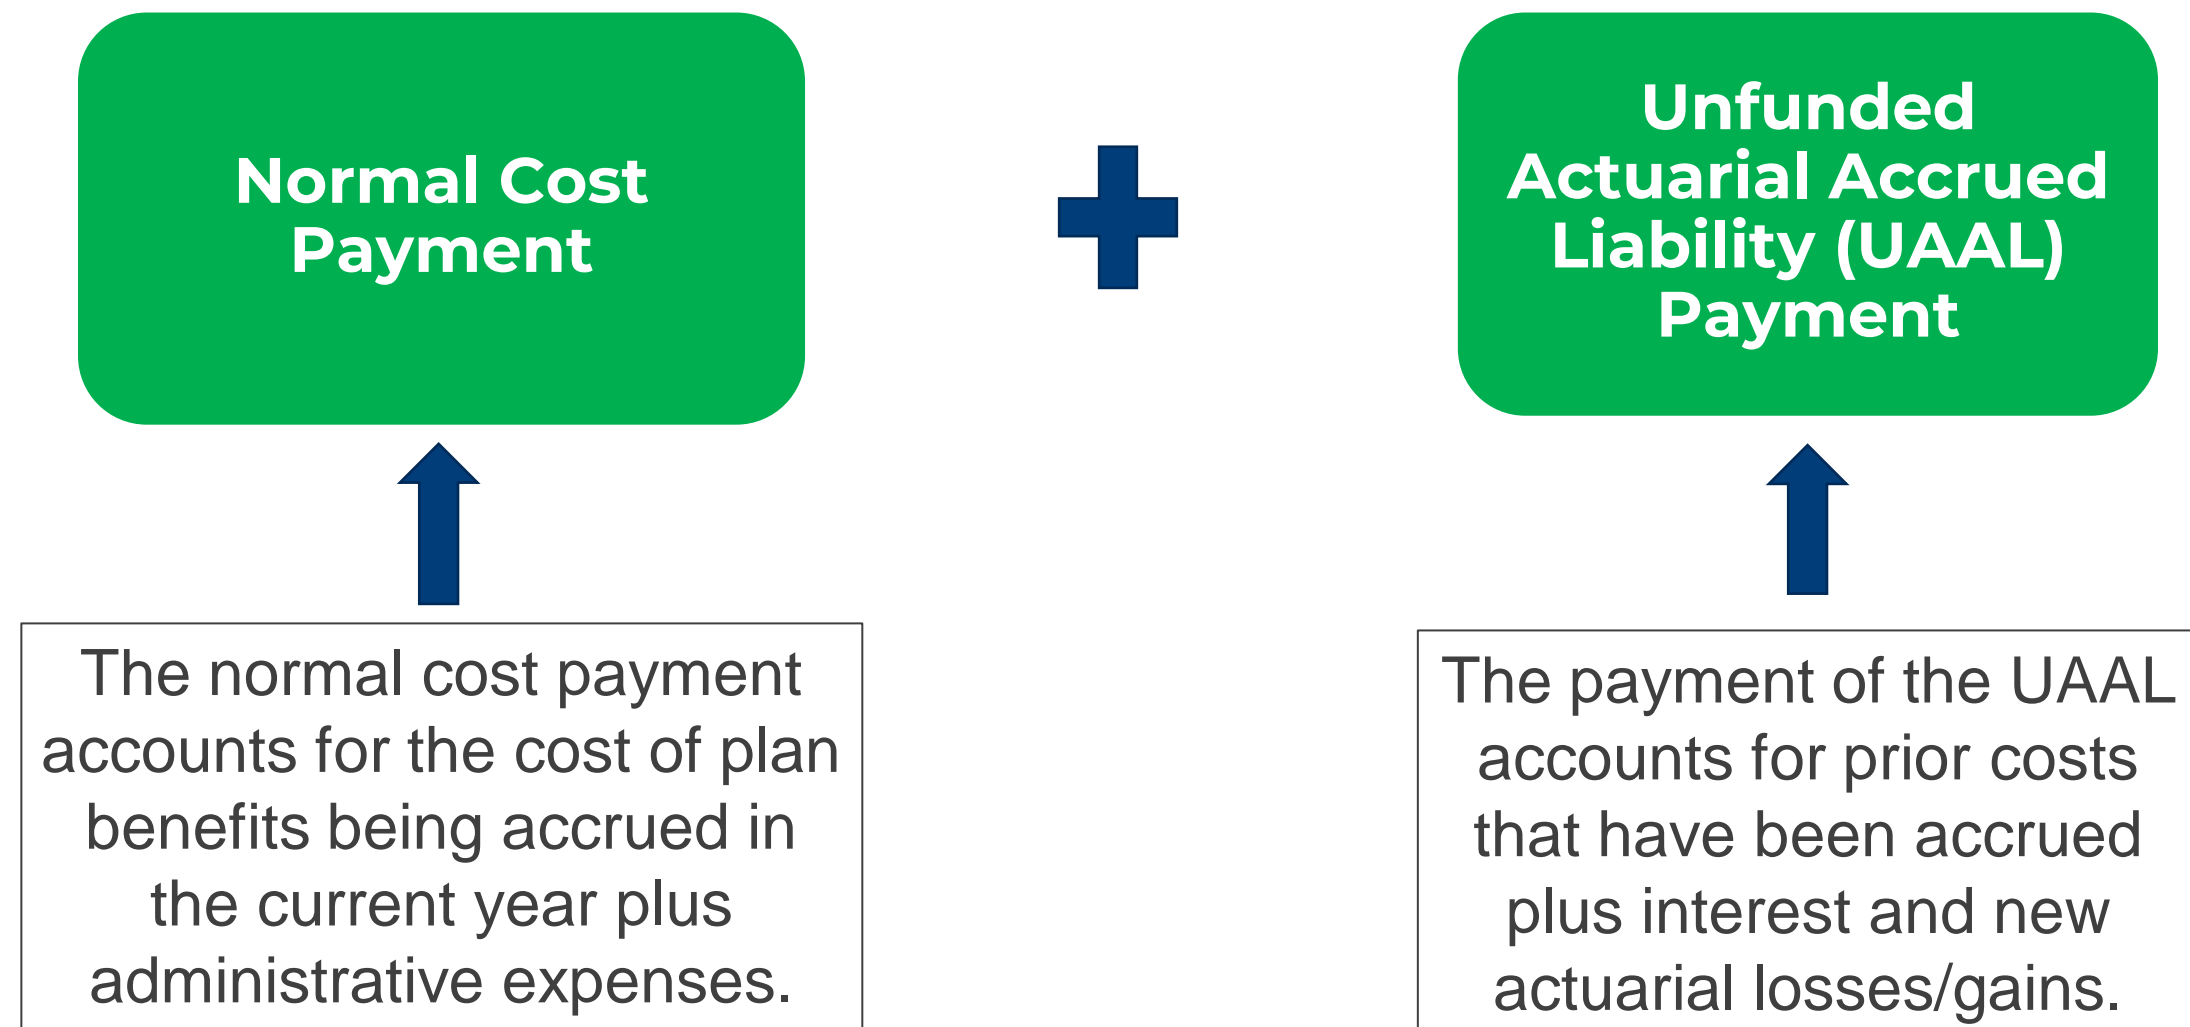 Normal Cost
Payment
Unfunded
Actuarial Accrued
Liability (UAAL)
Payment
The normal cost payment
accounts for the cost of plan
benefits being accrued in
the current year plus
administrative expenses.
The payment of the UAAL
accounts for prior costs
that have been accrued
plus interest and new
actuarial losses/gains.